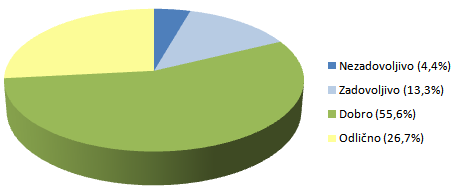 Nezadovoljivo (4,4%)
Zadovoljivo (13,3%)
Dobro (55,6%)
Odlično (26,7%)